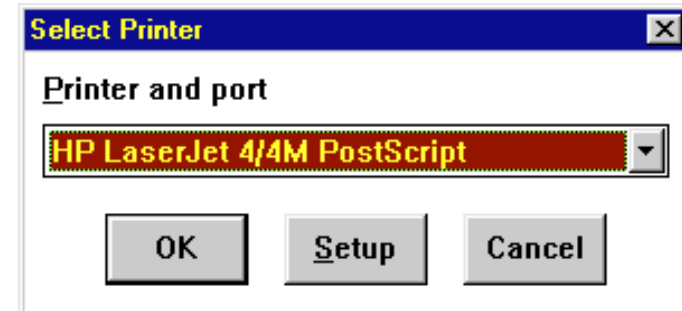 Select Printer
Printer and port
HP LaserJet 4/4M PostScript
OK Setup Cancel